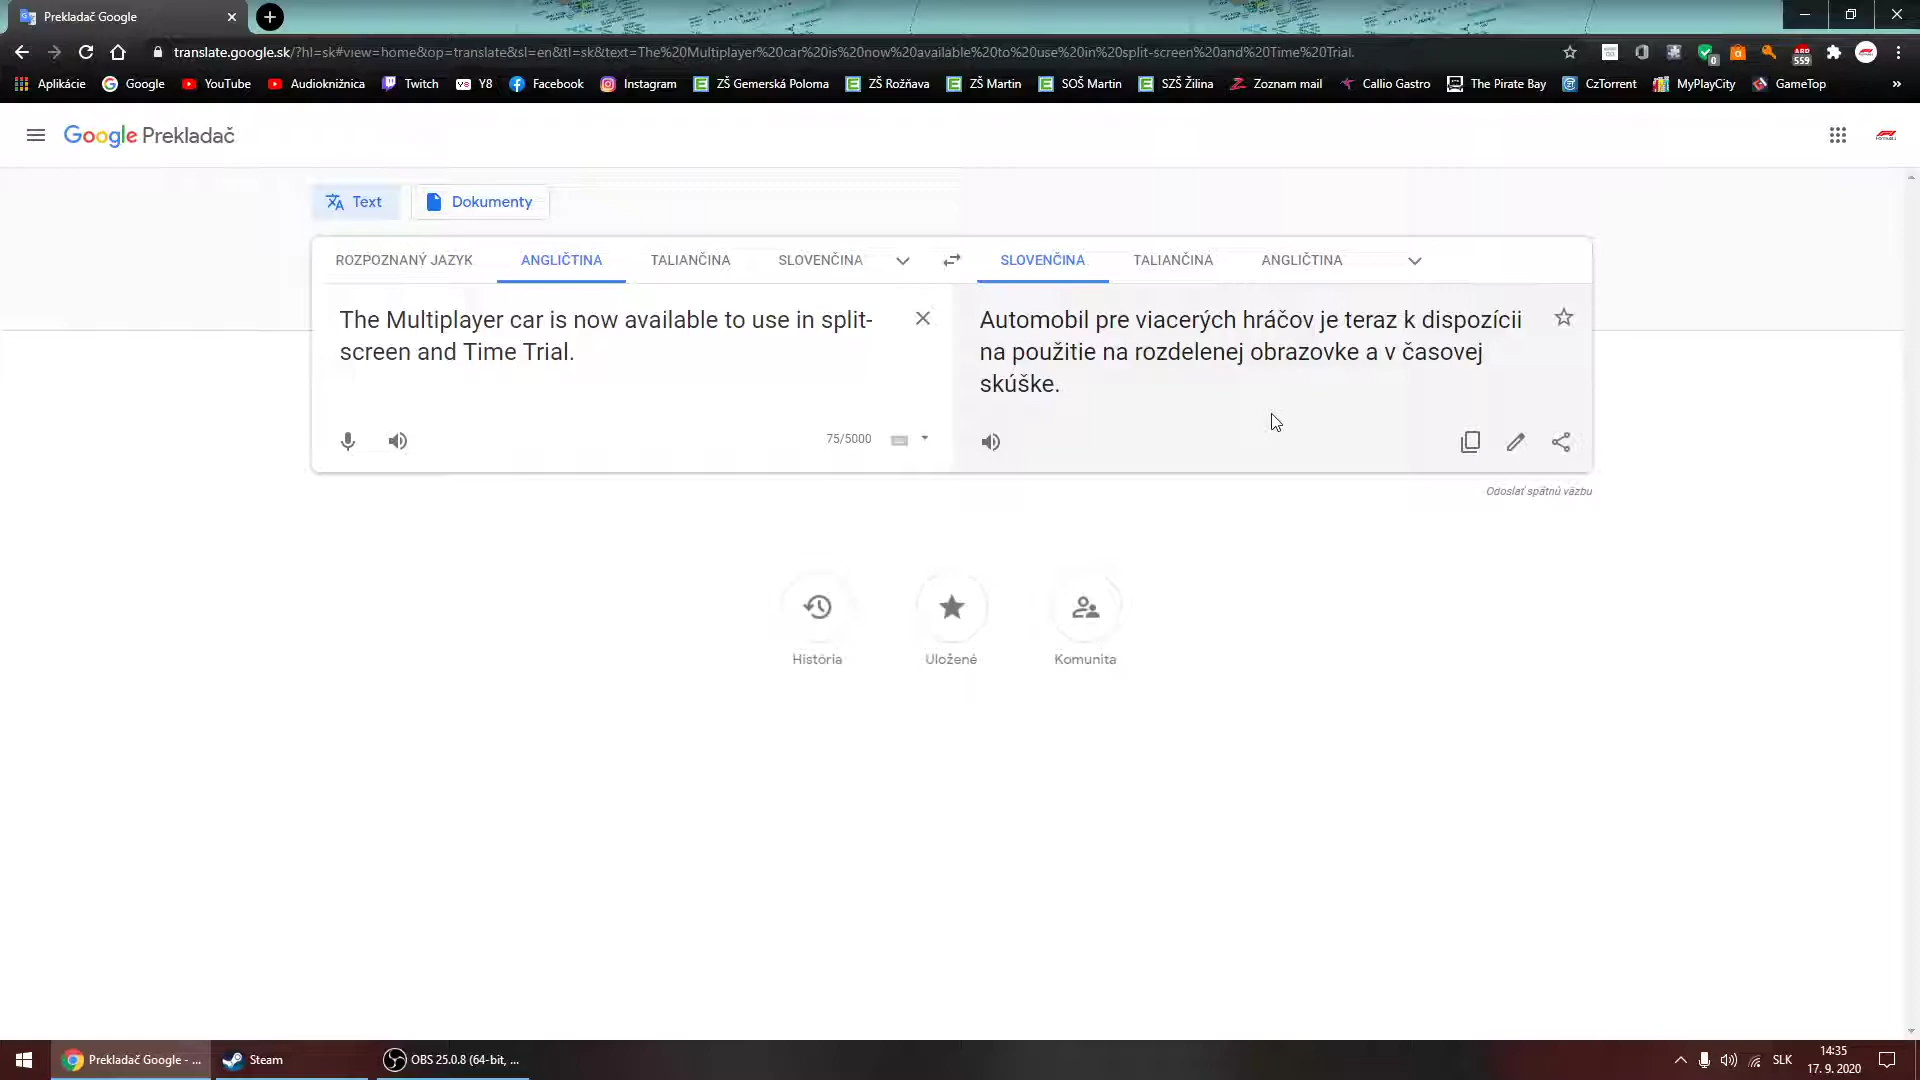 Prekladač Google
translate.google.sk/?hl=sk#view=home&op=translate&sl=en&tl=sk&text=The%20Multiplayer%20car%20is%20now%20available%20to%20use%20in%20split-screen%20and%20Time%20Trial.
0
ABP
559
Aplikácie
Google
YouTube
Audioknižnica
Twitch
Y8
Facebook
Instagram
ZŠ Gemerská Poloma
ZŠ Rožňava
ZŠ Martin
SOŠ Martin
SZŠ Žilina
Zoznam mail
Callio Gastro
The Pirate Bay
CzTorrent
MyPlayCity
GameTop
»
Google Prekladač
Text
Dokumenty
ROZPOZNANÝ JAZYK
ANGLIČTINA
TALIANČINA
SLOVENČINA
SLOVENČINA
TALIANČINA
ANGLIČTINA
The Multiplayer car is now available to use in split-
screen and Time Trial.
75/5000
Automobil pre viacerých hráčov je teraz k dispozícii
na použitie na rozdelenej obrazovke a v časovej
skúške.
Odoslať spätnú väzbu
História
Uložené
Komunita
Prekladač Google - ...
Steam
OBS 25.0.8 (64-bit, ...
SLK
14:35
17. 9. 2020